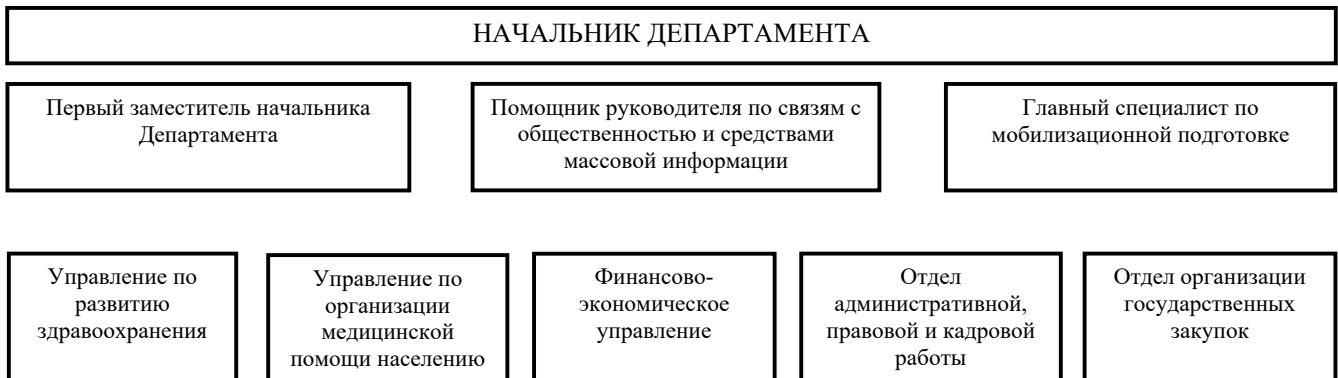 НАЧАЛЬНИК ДЕПАРТАМЕНТА
Первый заместитель начальника
Департамента
Помощник руководителя по связям с
общественностью и средствами
массовой информации
Главный специалист по
мобилизационной подготовке
Управление по
развитию
здравоохранения
Управление по
организации
медицинской
помощи населению
Финансово-
экономическое
управление
Отдел
административной,
правовой и кадровой
работы
Отдел организации
государственных
закупок